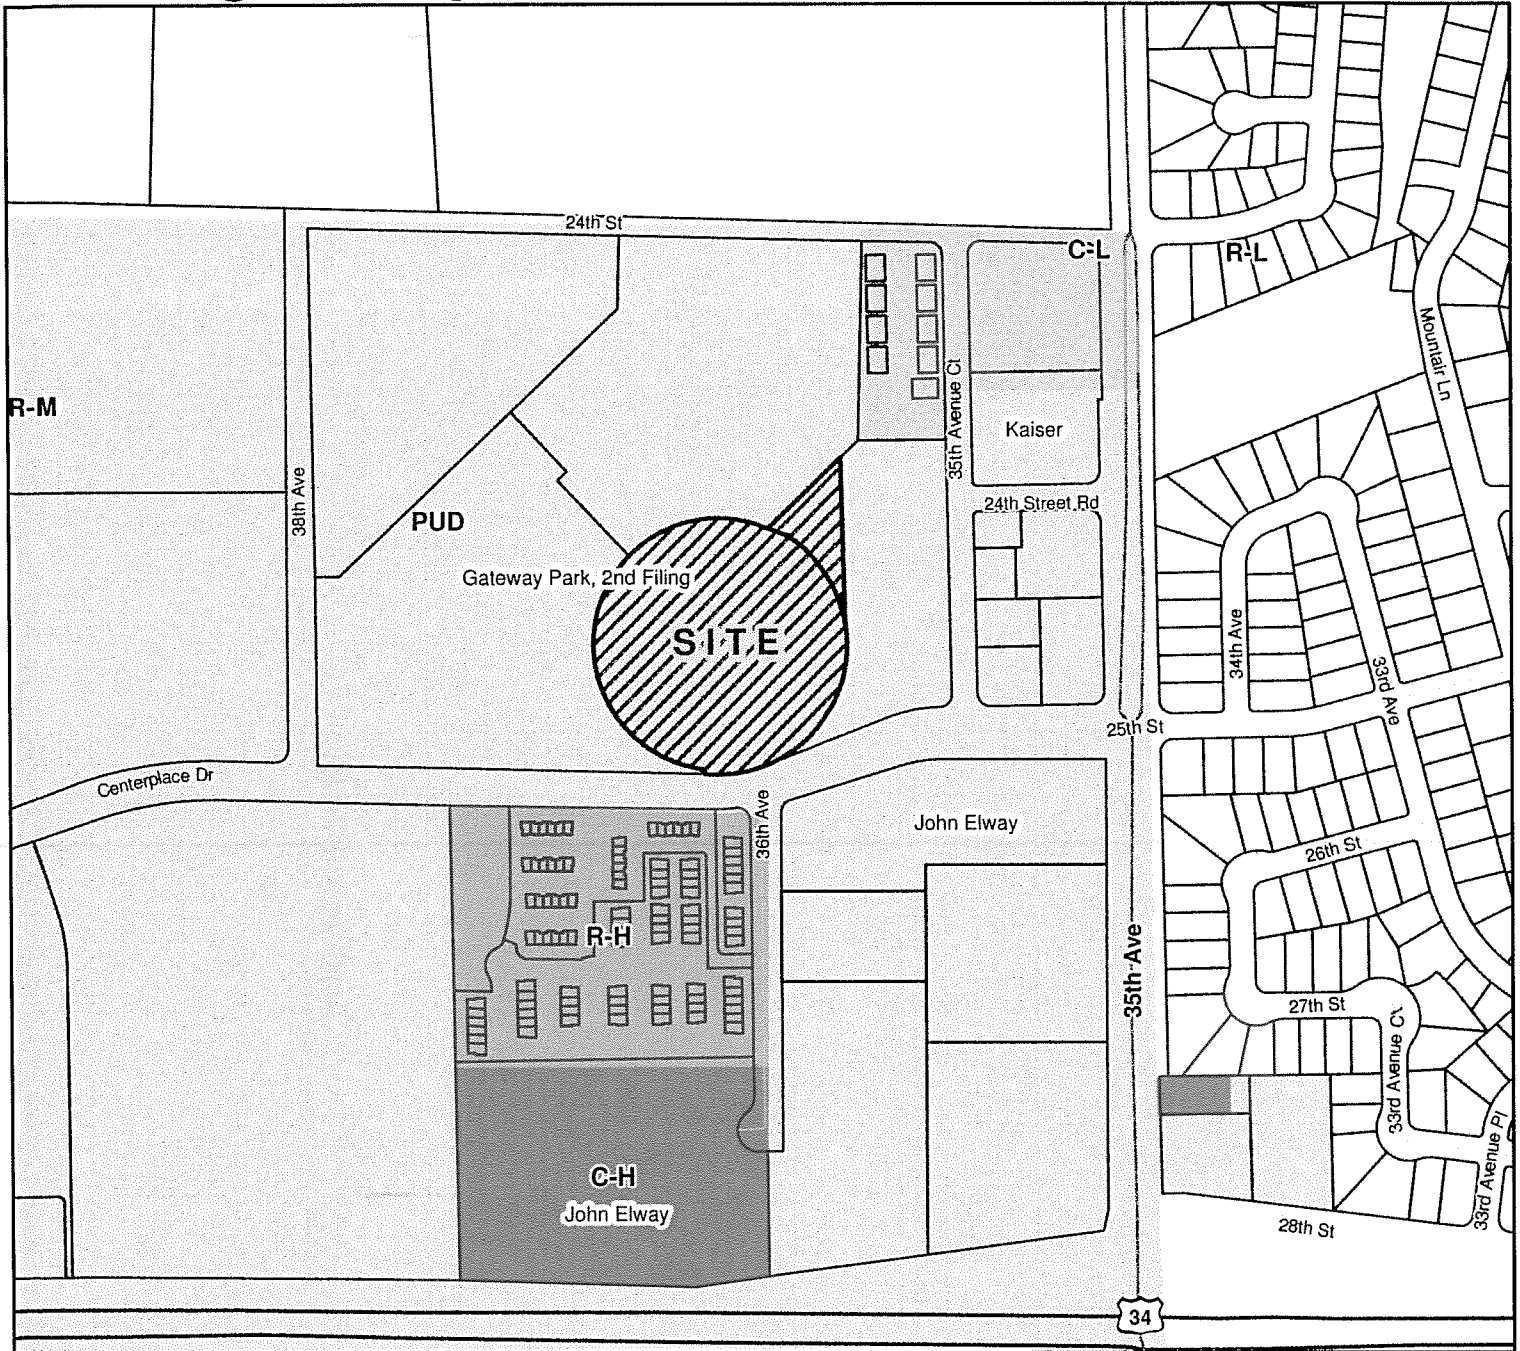 24th St
C-L
R-L
Mountair Ln
R-M
35th Avenue Ct
Kaiser
38th Ave
24th Street Rd
PUD
Gateway Park, 2nd Filing
SITE
34th Ave
33rd Ave
25th St
Centerplace Dr
36th Ave
John Elway
26th St
R-H
35th Ave
27th St
33rd Avenue Ct
33rd Avenue Pl
C-H
John Elway
28th St
34